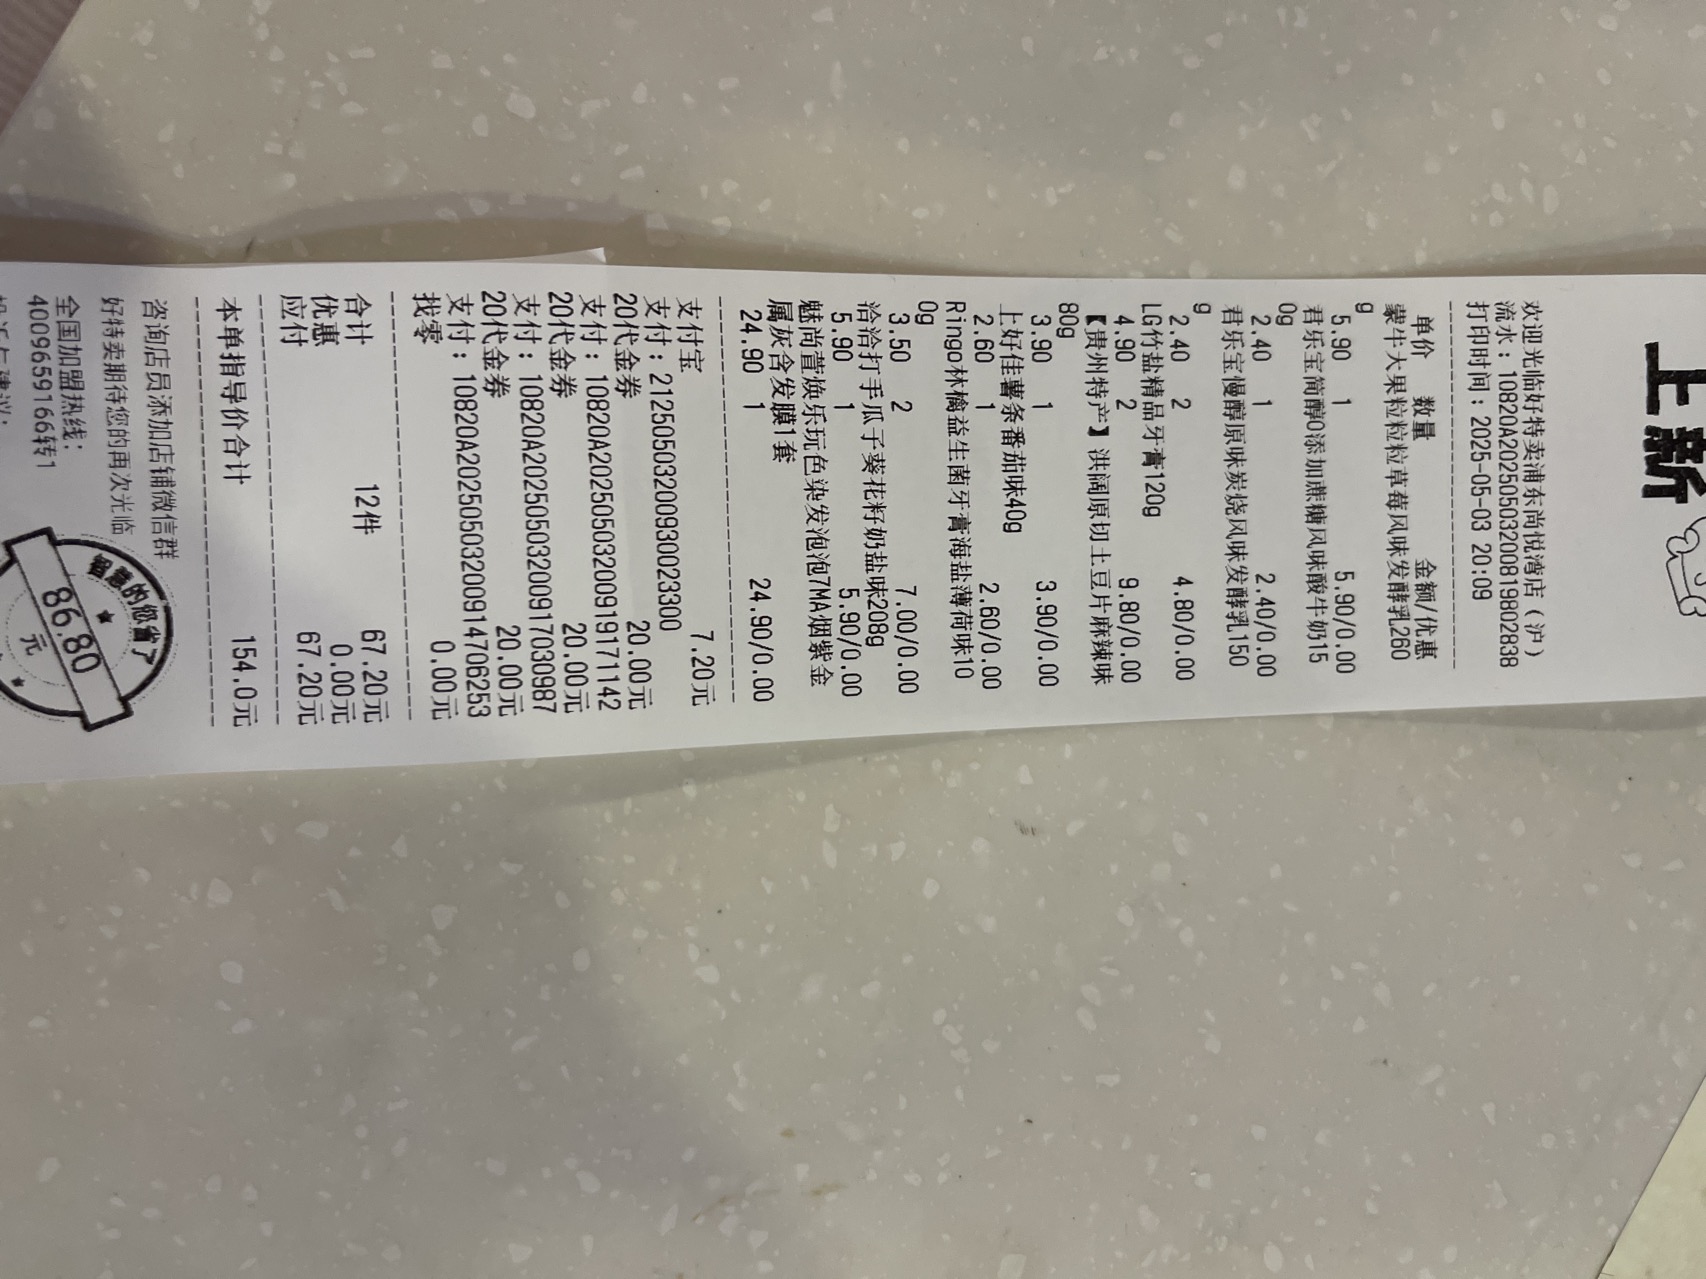 上新
欢迎光临好特卖浦东尚悦湾店(沪)
流水:10820A20250503200819802838
打印时间:2025-05-03 20:09
单价 数量 金额/优惠
蒙牛大果粒粒粒草莓风味发酵乳260
g
5.90 1 5.90/0.00
君乐宝简醇0添加蔗糖风味酸牛奶15
0g
2.40 1 2.40/0.00
君乐宝慢醇原味炭烧风味发酵乳150
g
2.40 2 4.80/0.00
LG竹盐精品牙膏120g
4.90 2 9.80/0.00
【贵州特产】洪阔原切土豆片麻辣味
80g
3.90 1 3.90/0.00
上好佳薯条番茄味40g
2.60 1 2.60/0.00
Ringo林檎益生菌牙膏海盐薄荷味10
0g
3.50 2 7.00/0.00
洽洽打手瓜子葵花籽奶盐味208g
5.90 1 5.90/0.00
魅尚萱焕乐玩色染发泡泡7MA烟紫金
属灰含发膜1套
24.90 1 24.90/0.00
支付宝 7.20元
支付:212505032009930023300
20代金券 20.00元
支付:10820A2025050320091917​1142
20代金券 20.00元
支付:10820A20250503200917030987
20代金券 20.00元
支付:10820A20250503200914706253
找零 0.00元
合计 12件 67.20元
优惠 0.00元
应付 67.20元
本单指导价合计 154.0元
咨询店员添加店铺微信群
好特卖期待您的再次光临
全国加盟热线:
4009659166转1
聪慧的您省了
86.80
元